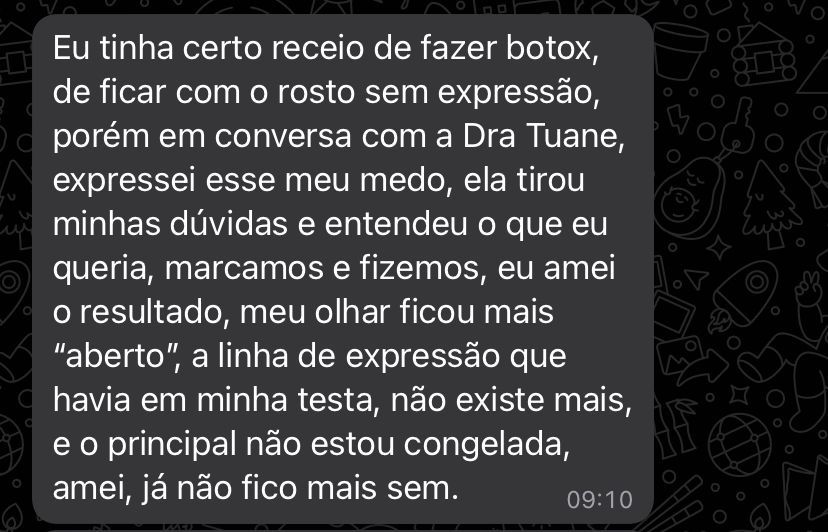 Eu tinha certo receio de fazer botox,
de ficar com o rosto sem expressão,
porém em conversa com a Dra Tuane,
expressei esse meu medo, ela tirou
minhas dúvidas e entendeu o que eu
queria, marcamos e fizemos, eu amei
o resultado, meu olhar ficou mais
“aberto”, a linha de expressão que
havia em minha testa, não existe mais,
e o principal não estou congelada,
amei, já não fico mais sem.
09:10